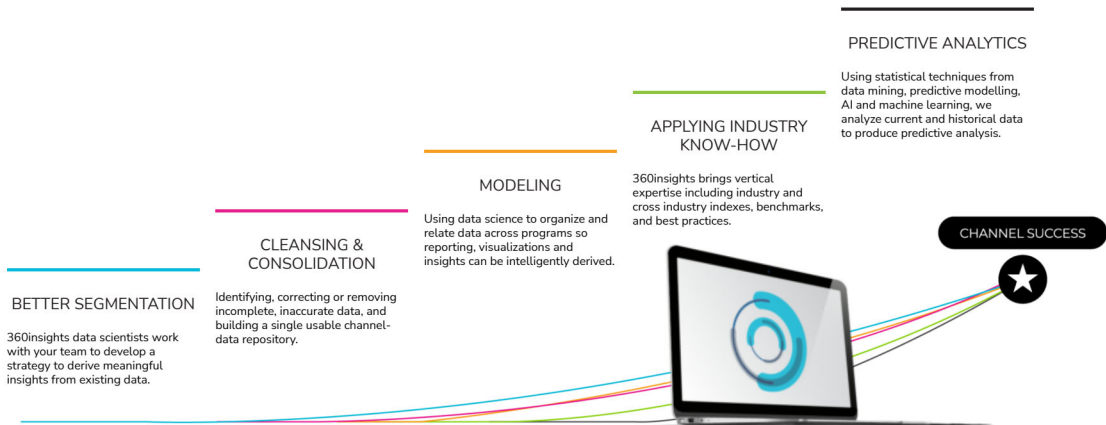 BETTER SEGMENTATION
360insights data scientists work
with your team to develop a
strategy to derive meaningful
insights from existing data.
CLEANSING &
CONSOLIDATION
Identifying, correcting or removing
incomplete, inaccurate data, and
building a single usable channel-
data repository.
MODELING
Using data science to organize and
relate data across programs so
reporting, visualizations and
insights can be intelligently derived.
APPLYING INDUSTRY
KNOW-HOW
360insights brings vertical
expertise including industry and
cross industry indexes, benchmarks,
and best practices.
PREDICTIVE ANALYTICS
Using statistical techniques from
data mining, predictive modelling,
AI and machine learning, we
analyze current and historical data
to produce predictive analysis.
CHANNEL SUCCESS